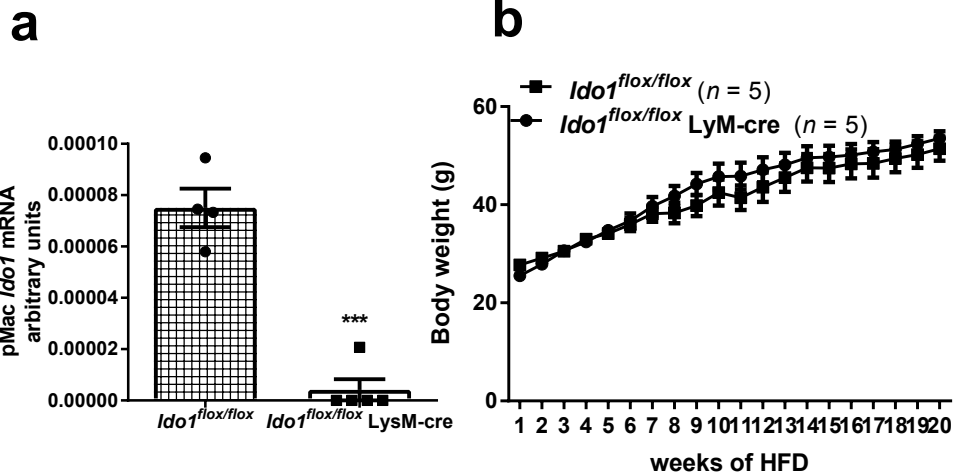 a
b
pMac Ido1 mRNA
arbitrary units
0.00010
0.00008
0.00006
0.00004
0.00002
0.00000
***
Ido1flox/flox
Ido1flox/flox LysM-cre
Ido1flox/flox (n = 5)
Ido1flox/flox LyM-cre (n = 5)
Body weight (g)
60
40
20
0
1 2 3 4 5 6 7 8 9 10 11 12 13 14 15 16 17 18 19 20
weeks of HFD